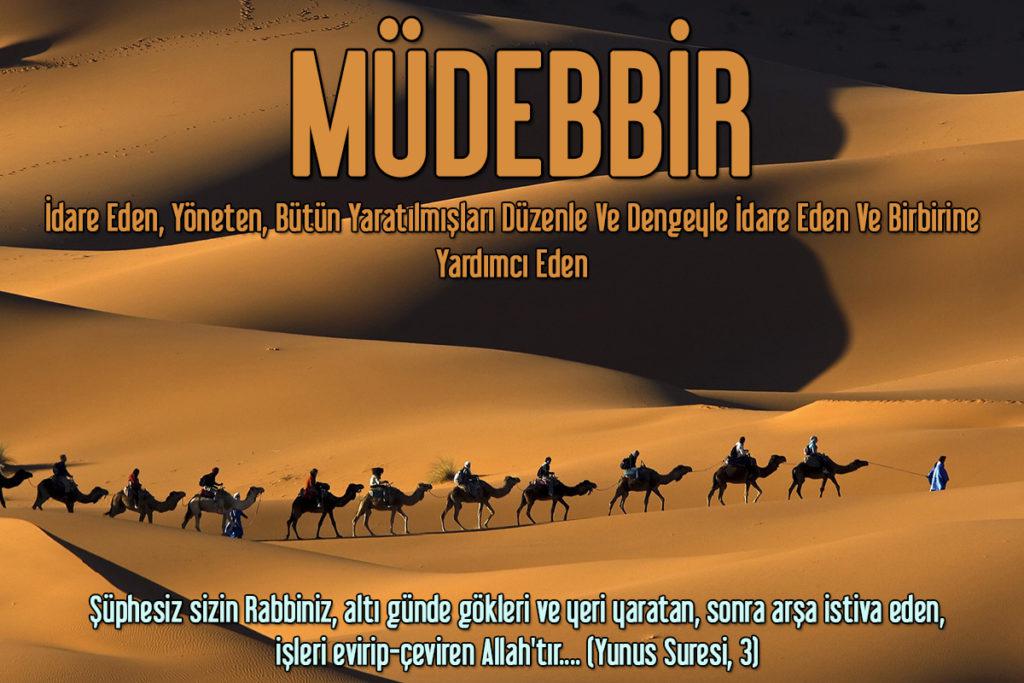 MÜDEBBİR
İdare Eden, Yöneten, Bütün Yaratılmışları Düzenle Ve Dengeyle İdare Eden Ve Birbirine
Yardımcı Eden
Şüphesiz sizin Rabbiniz, altı günde gökleri ve yeri yaratan, sonra arşa istiva eden,
işleri evirip-çeviren Allah'tır.... (Yunus Suresi, 3)